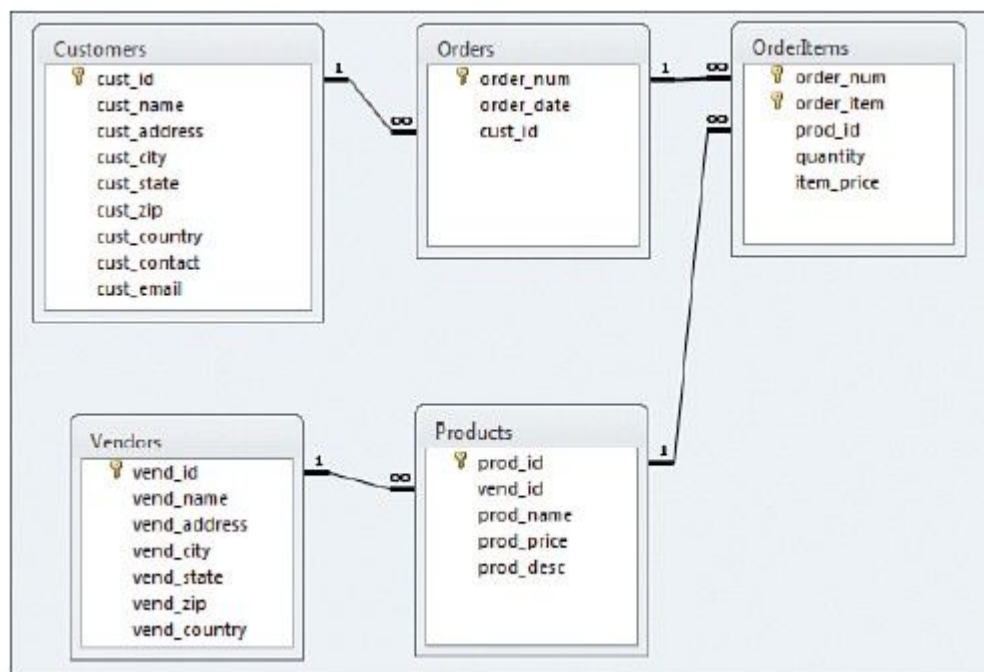 Customers
cust_id
cust_name
cust_address
cust_city
cust_state
cust_zip
cust_country
cust_contact
cust_email
1
∞
Orders
order_num
order_date
cust_id
1
∞
OrderItems
order_num
order_item
prod_id
quantity
item_price
∞
Vendors
vend_id
vend_name
vend_address
vend_city
vend_state
vend_zip
vend_country
1
∞
Products
prod_id
vend_id
prod_name
prod_price
prod_desc
1